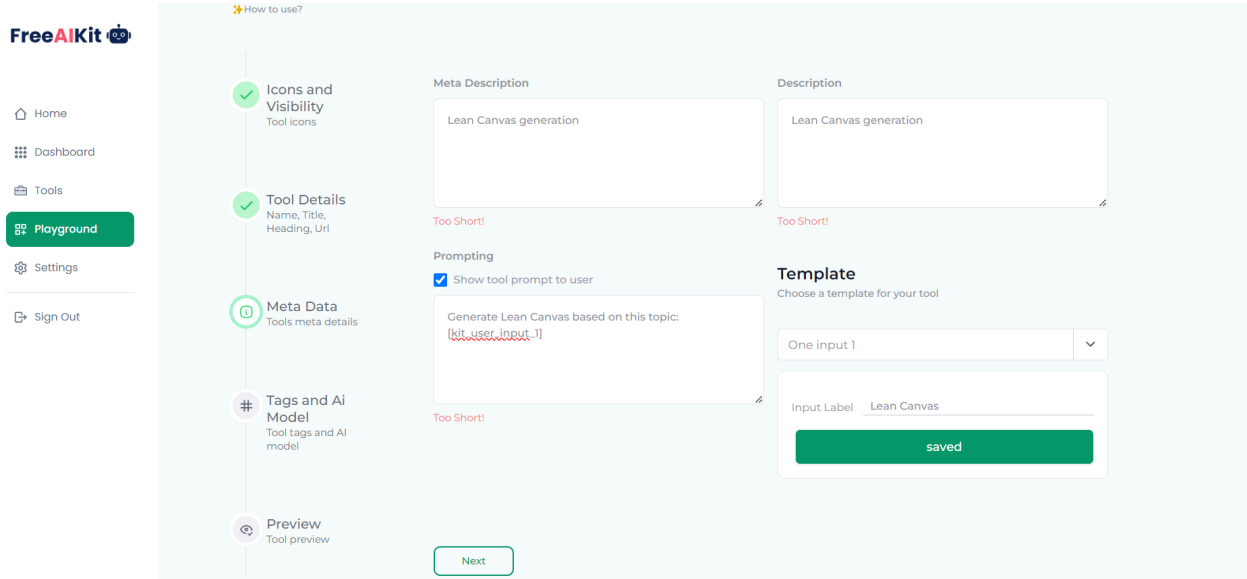 ✨How to use?
FreeAIKit
Home
Dashboard
Tools
Playground
Settings
Sign Out
Icons and
Visibility
Tool icons
Tool Details
Name, Title,
Heading, Url
Meta Data
Tools meta details
Tags and Ai
Model
Tool tags and AI
model
Preview
Tool preview
Meta Description
Lean Canvas generation
Too Short!
Description
Lean Canvas generation
Too Short!
Prompting
Show tool prompt to user
Generate Lean Canvas based on this topic:
[kit_user_input_1]
Too Short!
Template
Choose a template for your tool
One input 1
Input Label Lean Canvas
saved
Next